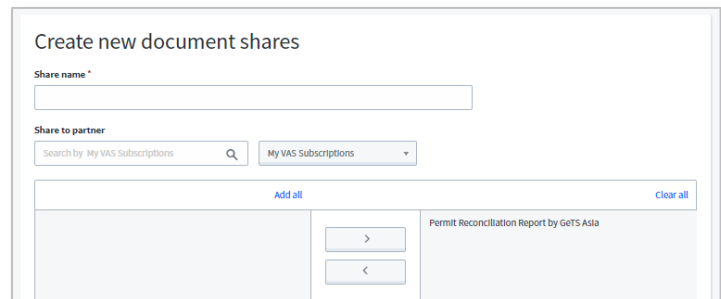 Create new document shares
Share name *
Share to partner
Search by My VAS Subscriptions
My VAS Subscriptions
Add all
Clear all
>
Permit Reconciliation Report by GeTS Asia
<